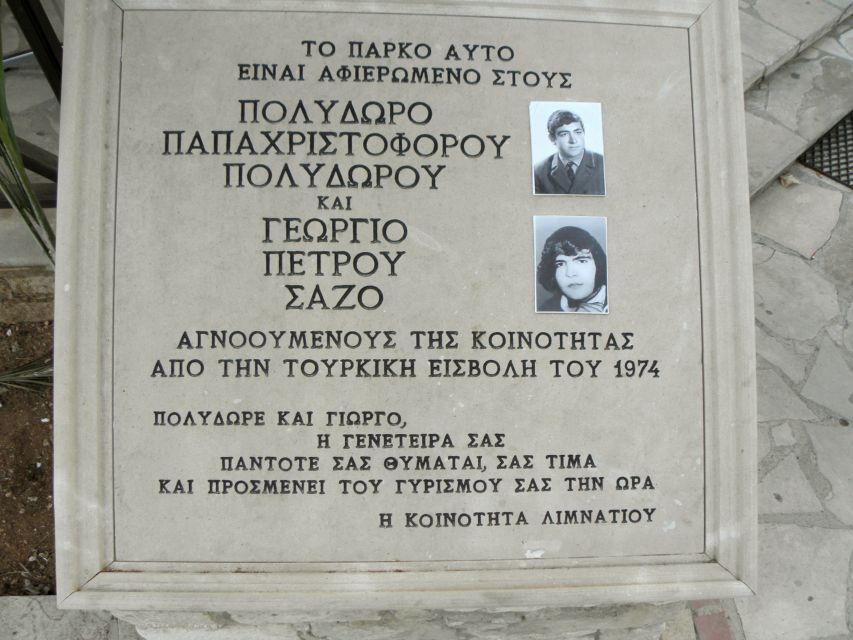 ΤΟ ΠΑΡΚΟ ΑΥΤΟ
ΕΙΝΑΙ ΑΦΙΕΡΩΜΕΝΟ ΣΤΟΥΣ
ΠΟΛΥΔΩΡΟ
ΠΑΠΑΧΡΙΣΤΟΦΟΡΟΥ
ΠΟΛΥΔΩΡΟΥ
ΚΑΙ
ΓΕΩΡΓΙΟ
ΠΕΤΡΟΥ
ΣΑΖΟ
ΑΓΝΟΟΥΜΕΝΟΥΣ ΤΗΣ ΚΟΙΝΟΤΗΤΑΣ
ΑΠΟ ΤΗΝ ΤΟΥΡΚΙΚΗ ΕΙΣΒΟΛΗ ΤΟΥ 1974
ΠΟΛΥΔΩΡΕ ΚΑΙ ΓΙΩΡΓΟ,
Η ΓΕΝΕΤΕΙΡΑ ΣΑΣ
ΠΑΝΤΟΤΕ ΣΑΣ ΘΥΜΑΤΑΙ, ΣΑΣ ΤΙΜΑ
ΚΑΙ ΠΡΟΣΜΕΝΕΙ ΤΟΥ ΓΥΡΙΣΜΟΥ ΣΑΣ ΤΗΝ ΩΡΑ
Η ΚΟΙΝΟΤΗΤΑ ΛΙΜΝΑΤΙΟΥ